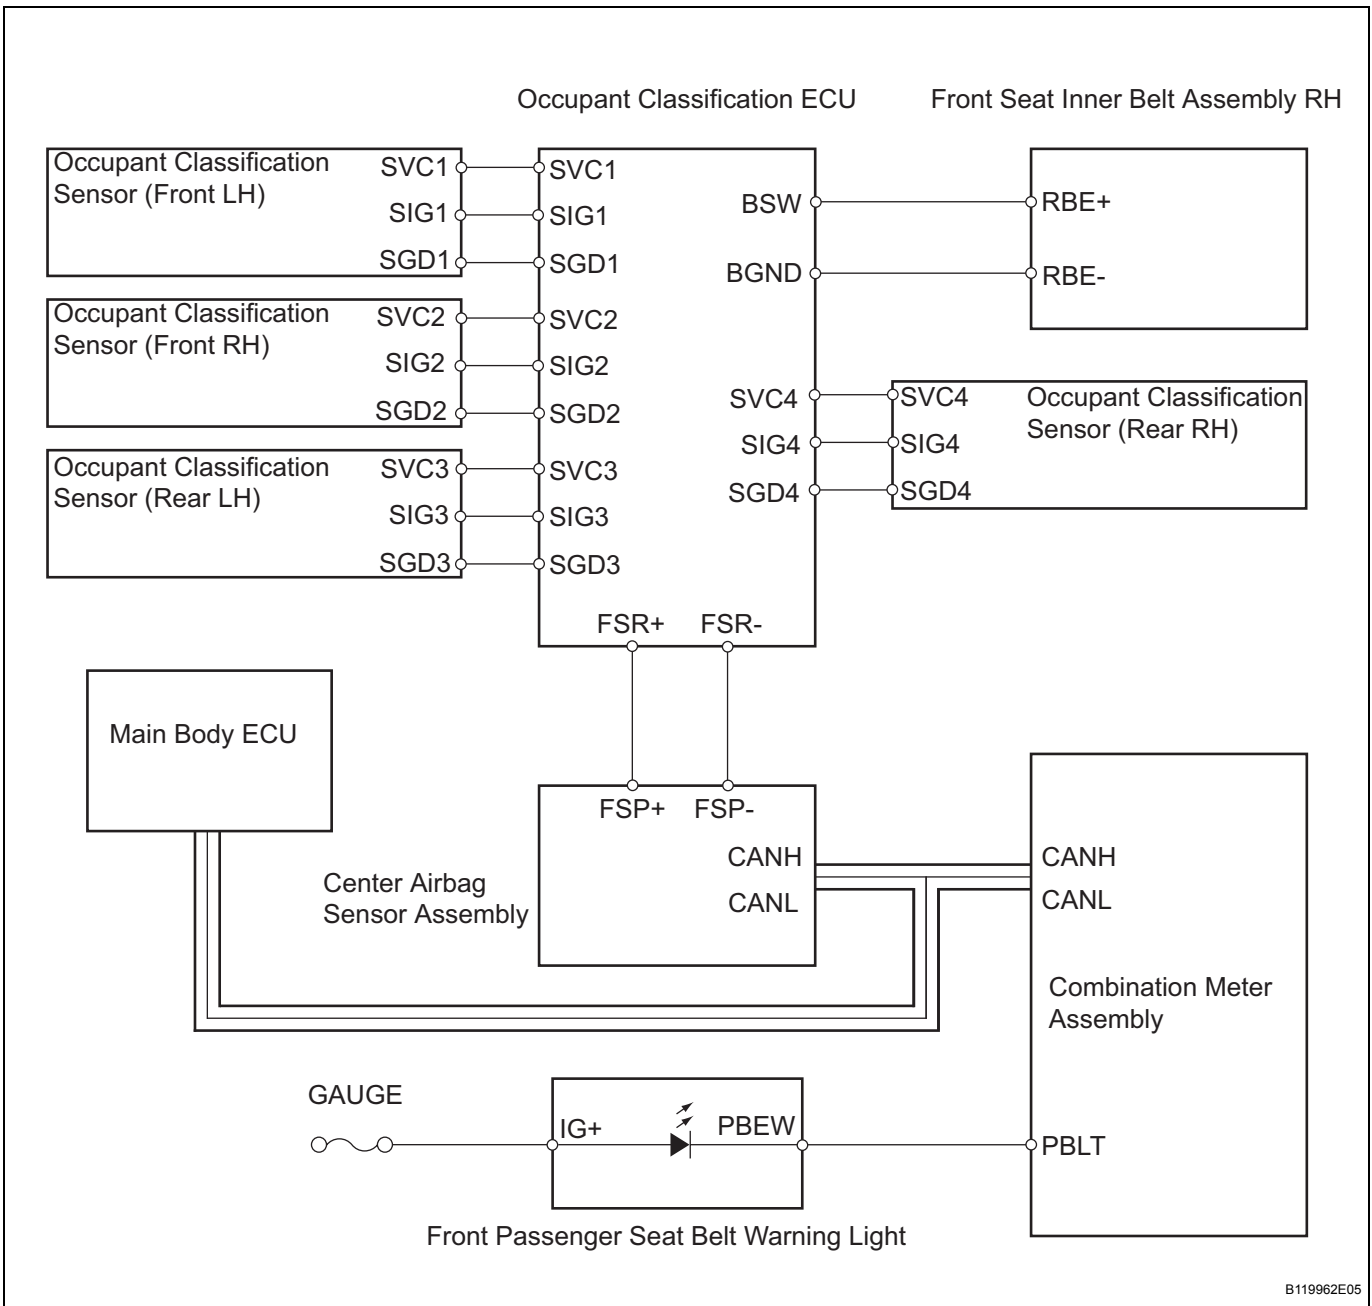 Occupant Classification ECU
Front Seat Inner Belt Assembly RH
Occupant Classification
Sensor (Front LH)
SVC1
SIG1
SGD1
SVC1
SIG1
SGD1
BSW
BGND
RBE+
RBE-
Occupant Classification
Sensor (Front RH)
SVC2
SIG2
SGD2
SVC2
SIG2
SGD2
SVC4
SIG4
SGD4
SVC4
SIG4
SGD4
Occupant Classification
Sensor (Rear RH)
Occupant Classification
Sensor (Rear LH)
SVC3
SIG3
SGD3
SVC3
SIG3
SGD3
FSR+
FSR-
Main Body ECU
FSP+
FSP-
CANH
CANL
Center Airbag
Sensor Assembly
CANH
CANL
Combination Meter
Assembly
GAUGE
IG+
PBEW
PBLT
Front Passenger Seat Belt Warning Light
B119962E05